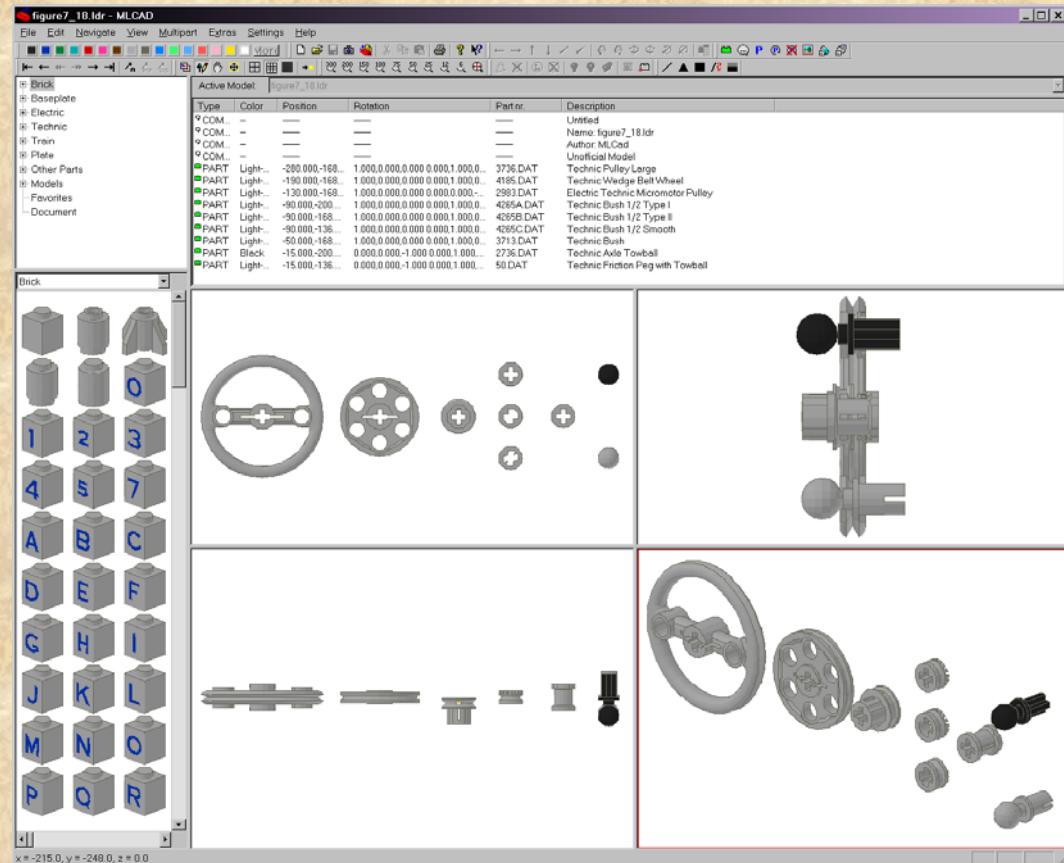 figure7_18.ldr - MLCAD
File Edit Navigate View Multipart Extras Settings Help
Brick
Baseplate
Electric
Technic
Train
Plate
Other Parts
Models
Favorites
Document
Active Model: figure7_18.ldr
Type Color Position Rotation Part nr. Description
COM... – —— —— —— Untitled
COM... – —— —— —— Name: figure7_18.ldr
COM... – —— —— —— Author: MLCad
COM... – —— —— —— Unofficial Model
PART Light-... -280.000,-168... 1.000,0.000,0.000 0.000,1.000,0... 3736.DAT Technic Pulley Large
PART Light-... -190.000,-168... 1.000,0.000,0.000 0.000,1.000,0... 4185.DAT Technic Wedge Belt Wheel
PART Light-... -130.000,-168... 1.000,0.000,0.000 0.000,0.000,-... 2983.DAT Electric Technic Micromotor Pulley
PART Light-... -90.000,-200.... 1.000,0.000,0.000 0.000,1.000,0... 4265A.DAT Technic Bush 1/2 Type I
PART Light-... -90.000,-168.... 1.000,0.000,0.000 0.000,1.000,0... 4265B.DAT Technic Bush 1/2 Type II
PART Light-... -90.000,-136.... 1.000,0.000,0.000 0.000,1.000,0... 4265C.DAT Technic Bush 1/2 Smooth
PART Light-... -50.000,-168.... 1.000,0.000,0.000 0.000,1.000,0... 3713.DAT Technic Bush
PART Black -15.000,-200.... 0.000,0.000,-1.000 0.000,1.000,... 2736.DAT Technic Axle Towball
PART Light-... -15.000,-136.... 0.000,0.000,-1.000 0.000,1.000,... 50.DAT Technic Friction Peg with Towball
Brick
0
1 2 3
4 5 7
A B C
D E F
G H I
J K L
M N O
P Q R
x = -215.0, y = -248.0, z = 0.0